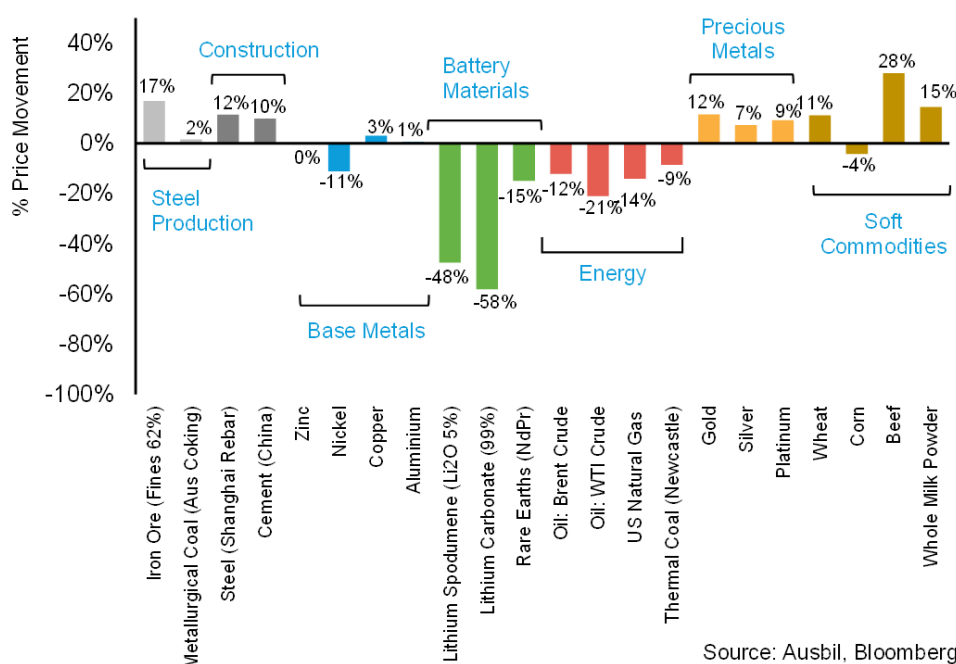 % Price Movement
40%
20%
0%
-20%
-40%
-60%
-80%
-100%
Steel
Production
Construction
Base Metals
Battery
Materials
Energy
Precious
Metals
Soft
Commodities
17%
2%
12%
10%
0%
-11%
3%
1%
-48%
-58%
-15%
-12%
-21%
-14%
-9%
12%
7%
9%
11%
-4%
28%
15%
Iron Ore (Fines 62%)
Metallurgical Coal (Aus Coking)
Steel (Shanghai Rebar)
Cement (China)
Zinc
Nickel
Copper
Aluminium
Lithium Spodumene (Li2O 5%)
Lithium Carbonate (99%)
Rare Earths (NdPr)
Oil: Brent Crude
Oil: WTI Crude
US Natural Gas
Thermal Coal (Newcastle)
Gold
Silver
Platinum
Wheat
Corn
Beef
Whole Milk Powder
Source: Ausbil, Bloomberg